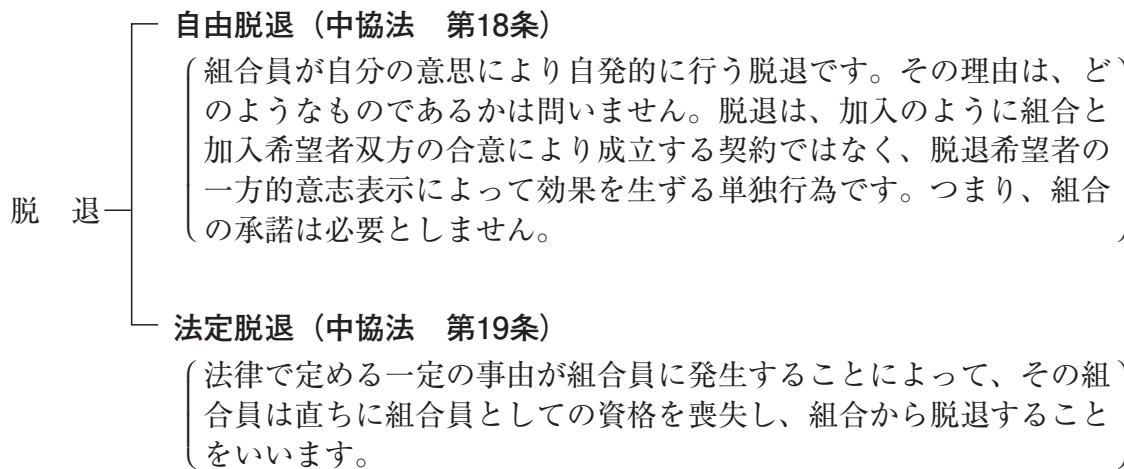 自由脱退（中協法　第18条）
組合員が自分の意思により自発的に行う脱退です。その理由は、ど
のようなものであるかは問いません。脱退は、加入のように組合と
加入希望者双方の合意により成立する契約ではなく、脱退希望者の
一方的意志表示によって効果を生ずる単独行為です。つまり、組合
の承諾は必要としません。
脱　退
法定脱退（中協法　第19条）
法律で定める一定の事由が組合員に発生することによって、その組
合員は直ちに組合員としての資格を喪失し、組合から脱退すること
をいいます。